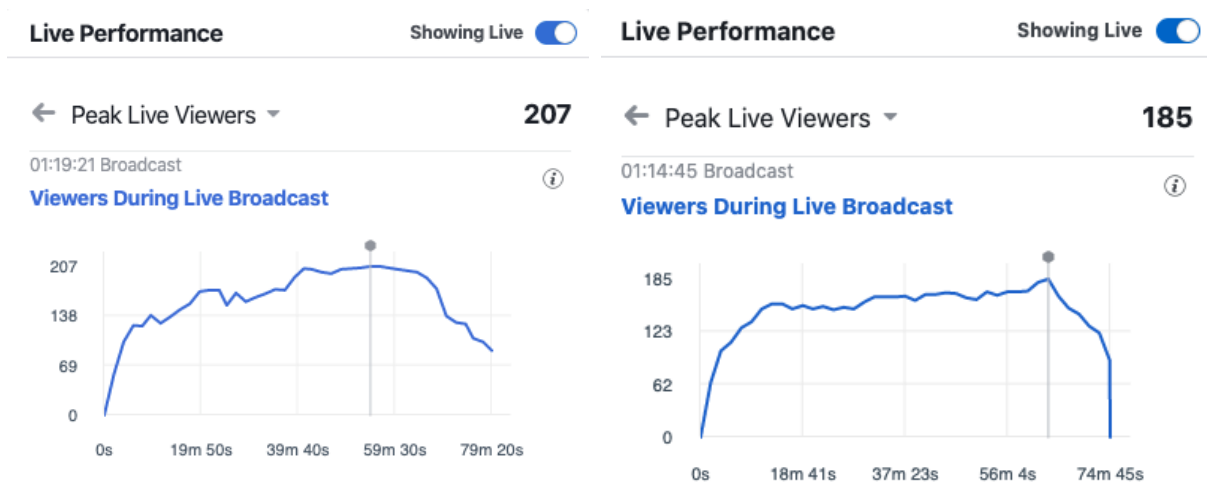 Live Performance
Showing Live
Peak Live Viewers
207
01:19:21 Broadcast
Viewers During Live Broadcast
207
138
69
0
0s
19m 50s
39m 40s
59m 30s
79m 20s
Live Performance
Showing Live
Peak Live Viewers
185
01:14:45 Broadcast
Viewers During Live Broadcast
185
123
62
0
0s
18m 41s
37m 23s
56m 4s
74m 45s